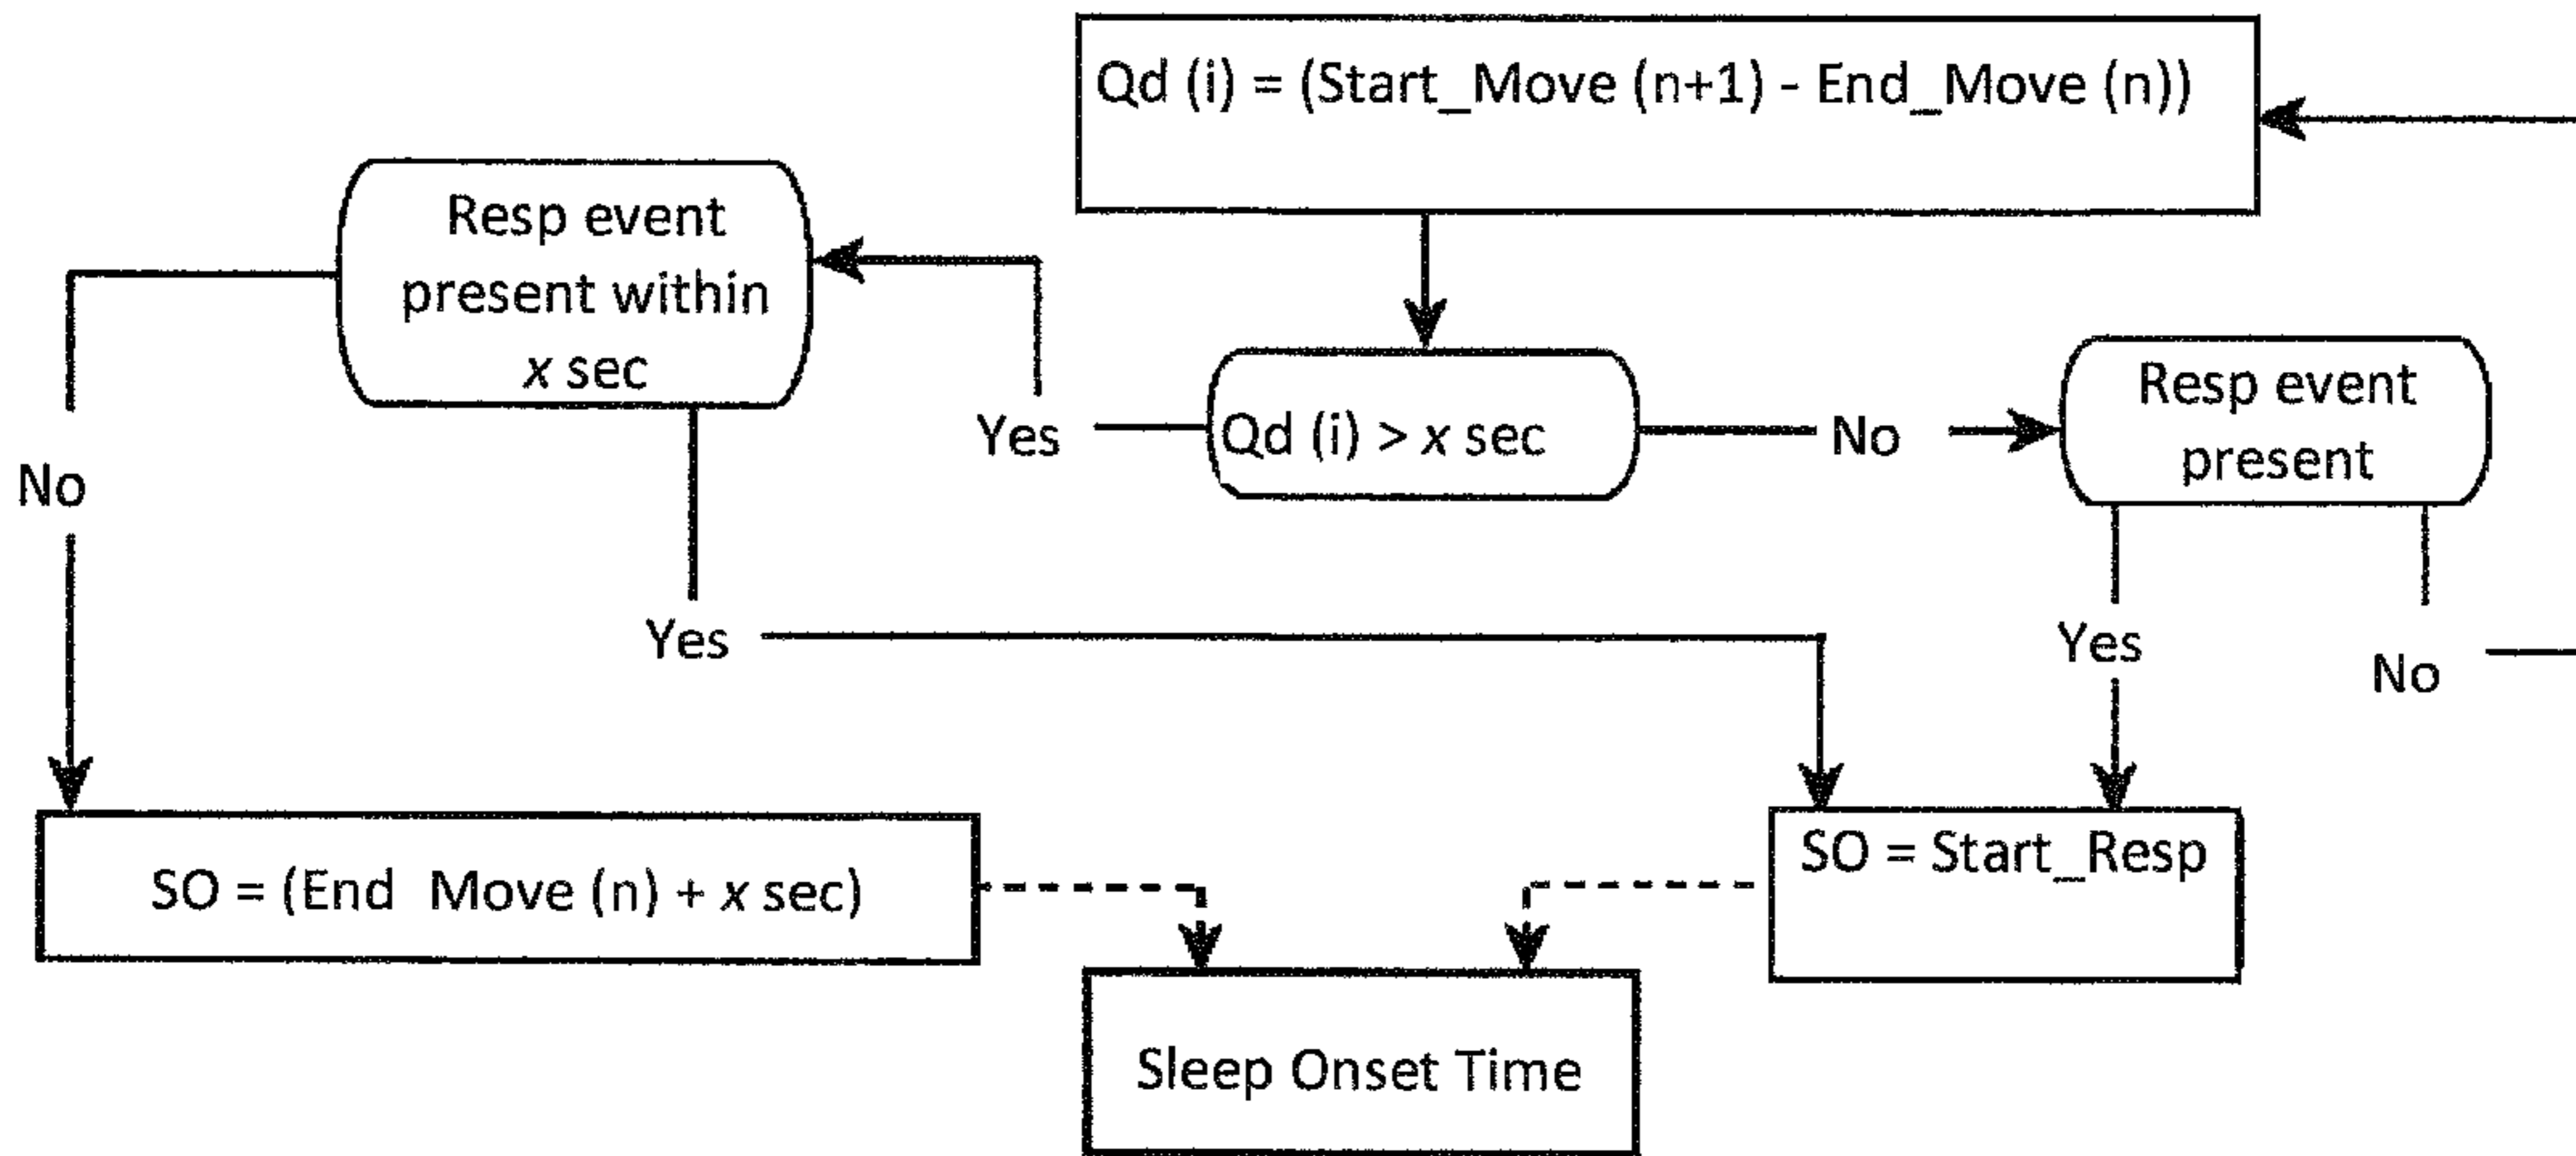 Qd (i) = (Start_Move (n+1) - End_Move (n))
Resp event
present within
x sec
Yes
Qd (i) > x sec
No
Resp event
present
No
Yes
Yes
No
SO = (End Move (n) + x sec)
SO = Start_Resp
Sleep Onset Time